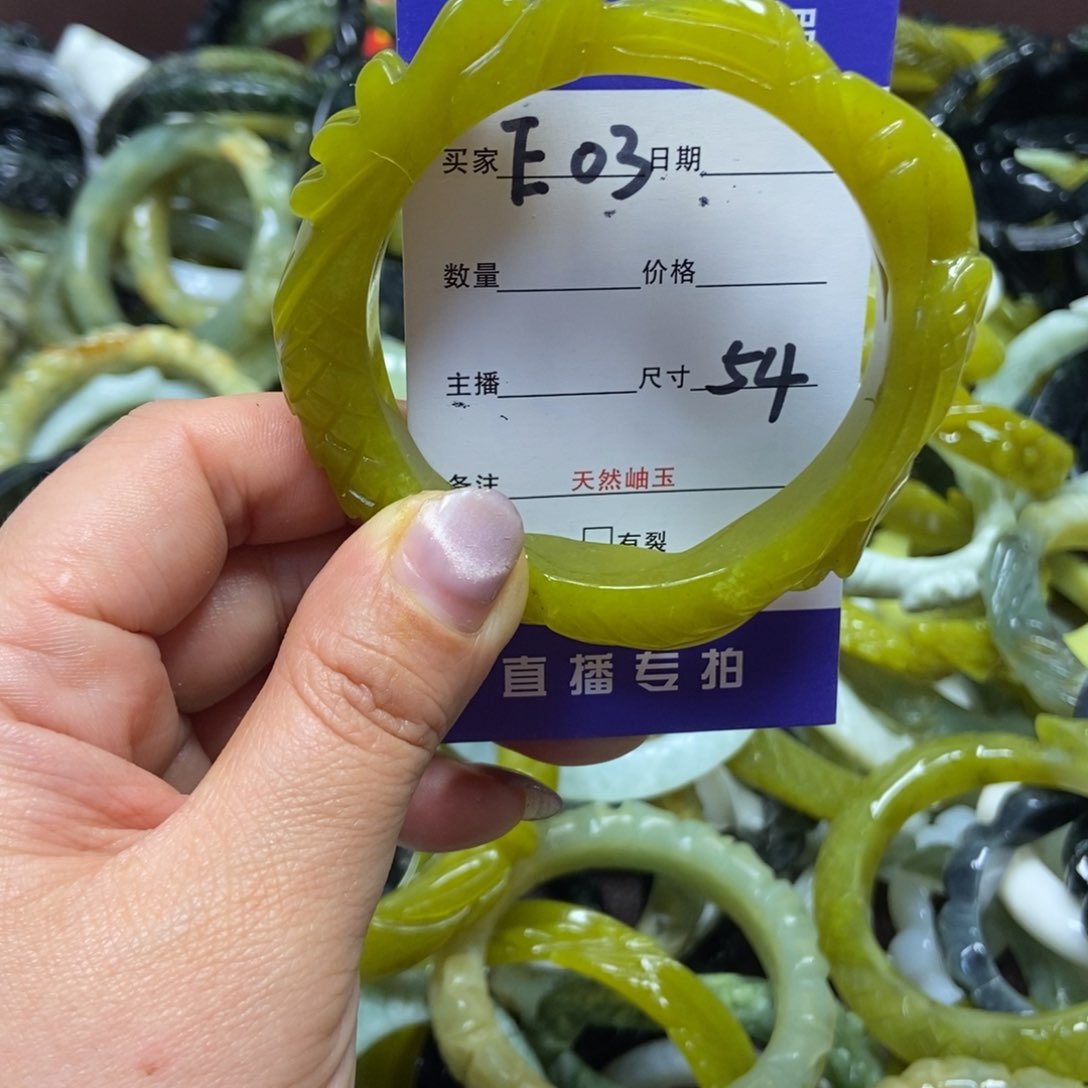 买家 E03 日期
数量 价格
主播 尺寸 54
备注 天然岫玉
有裂
直播专拍